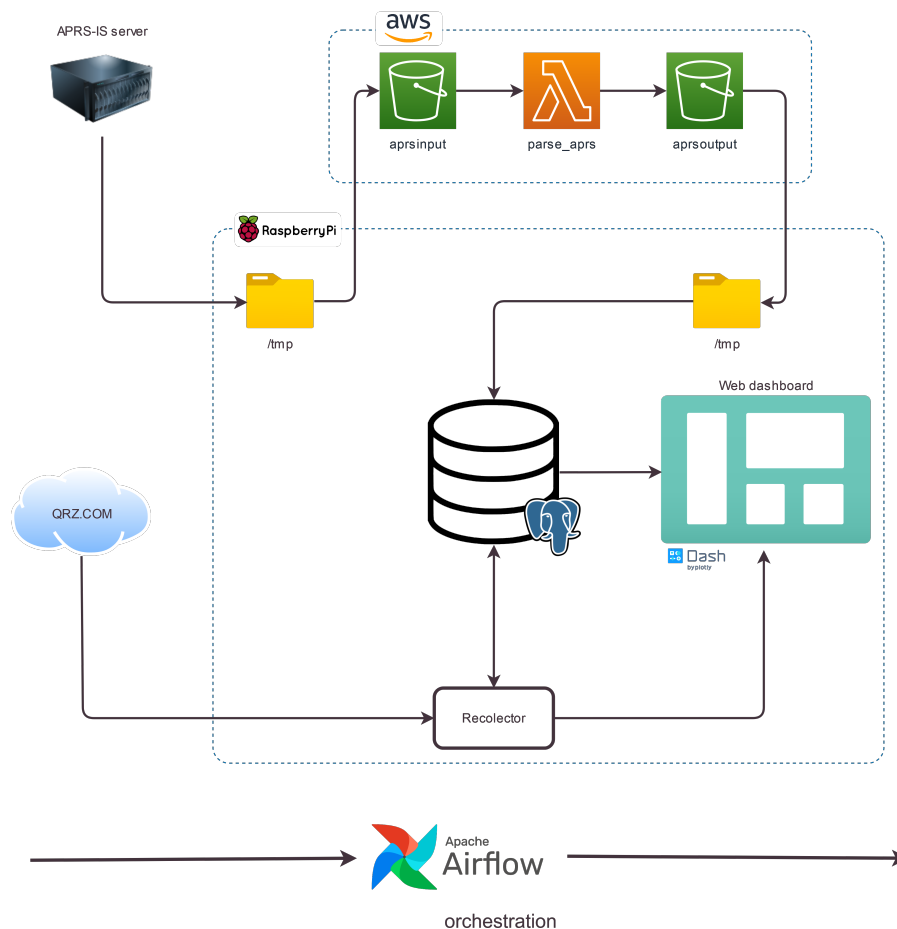 APRS-IS server
aws
aprsinput
parse_aprs
aprsoutput
RaspberryPi
/tmp
/tmp
Web dashboard
QRZ.COM
Dash
by plotly
Recolector
Apache
Airflow
orchestration